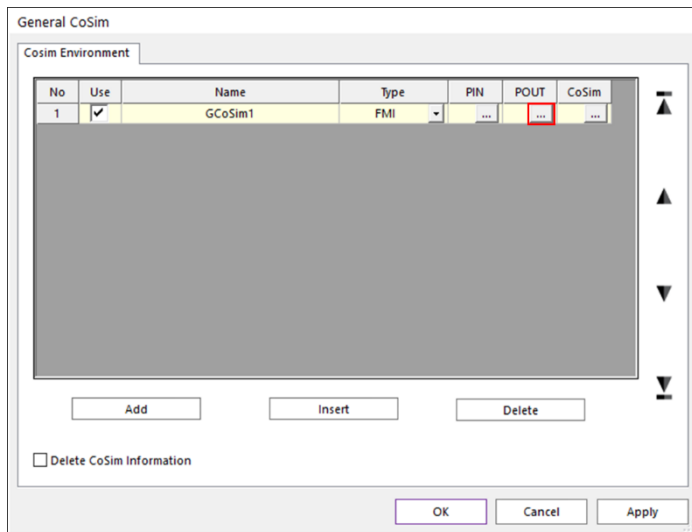 General CoSim
Cosim Environment
No Use Name Type PIN POUT CoSim
1 GCoSim1 FMI ... ... ...
Add Insert Delete
Delete CoSim Information
OK Cancel Apply